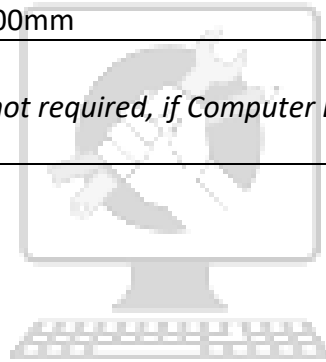 00mm
not required, if Computer